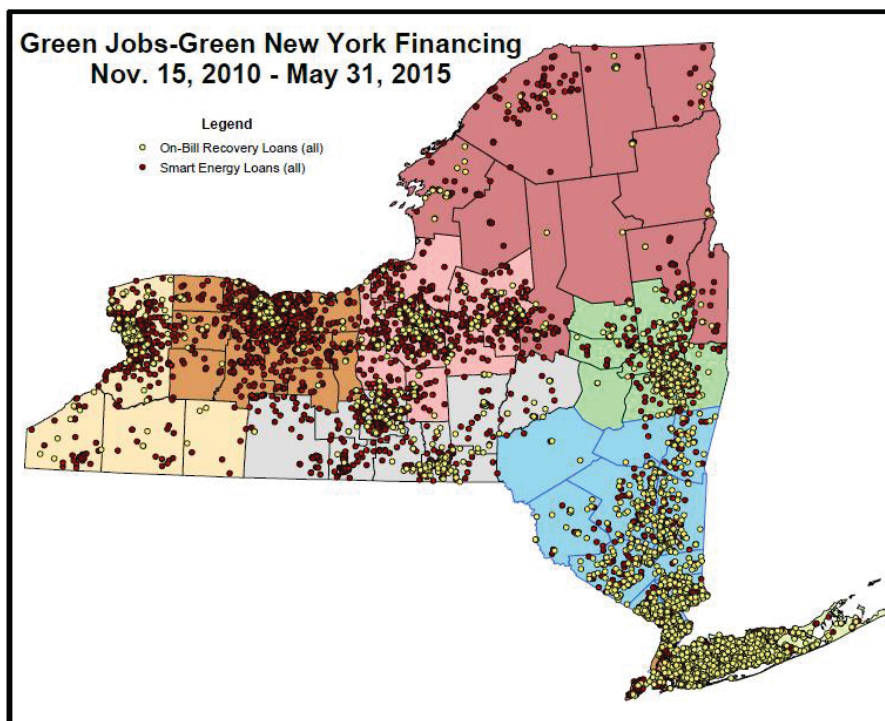 Green Jobs-Green New York Financing
Nov. 15, 2010 - May 31, 2015
Legend
On-Bill Recovery Loans (all)
Smart Energy Loans (all)